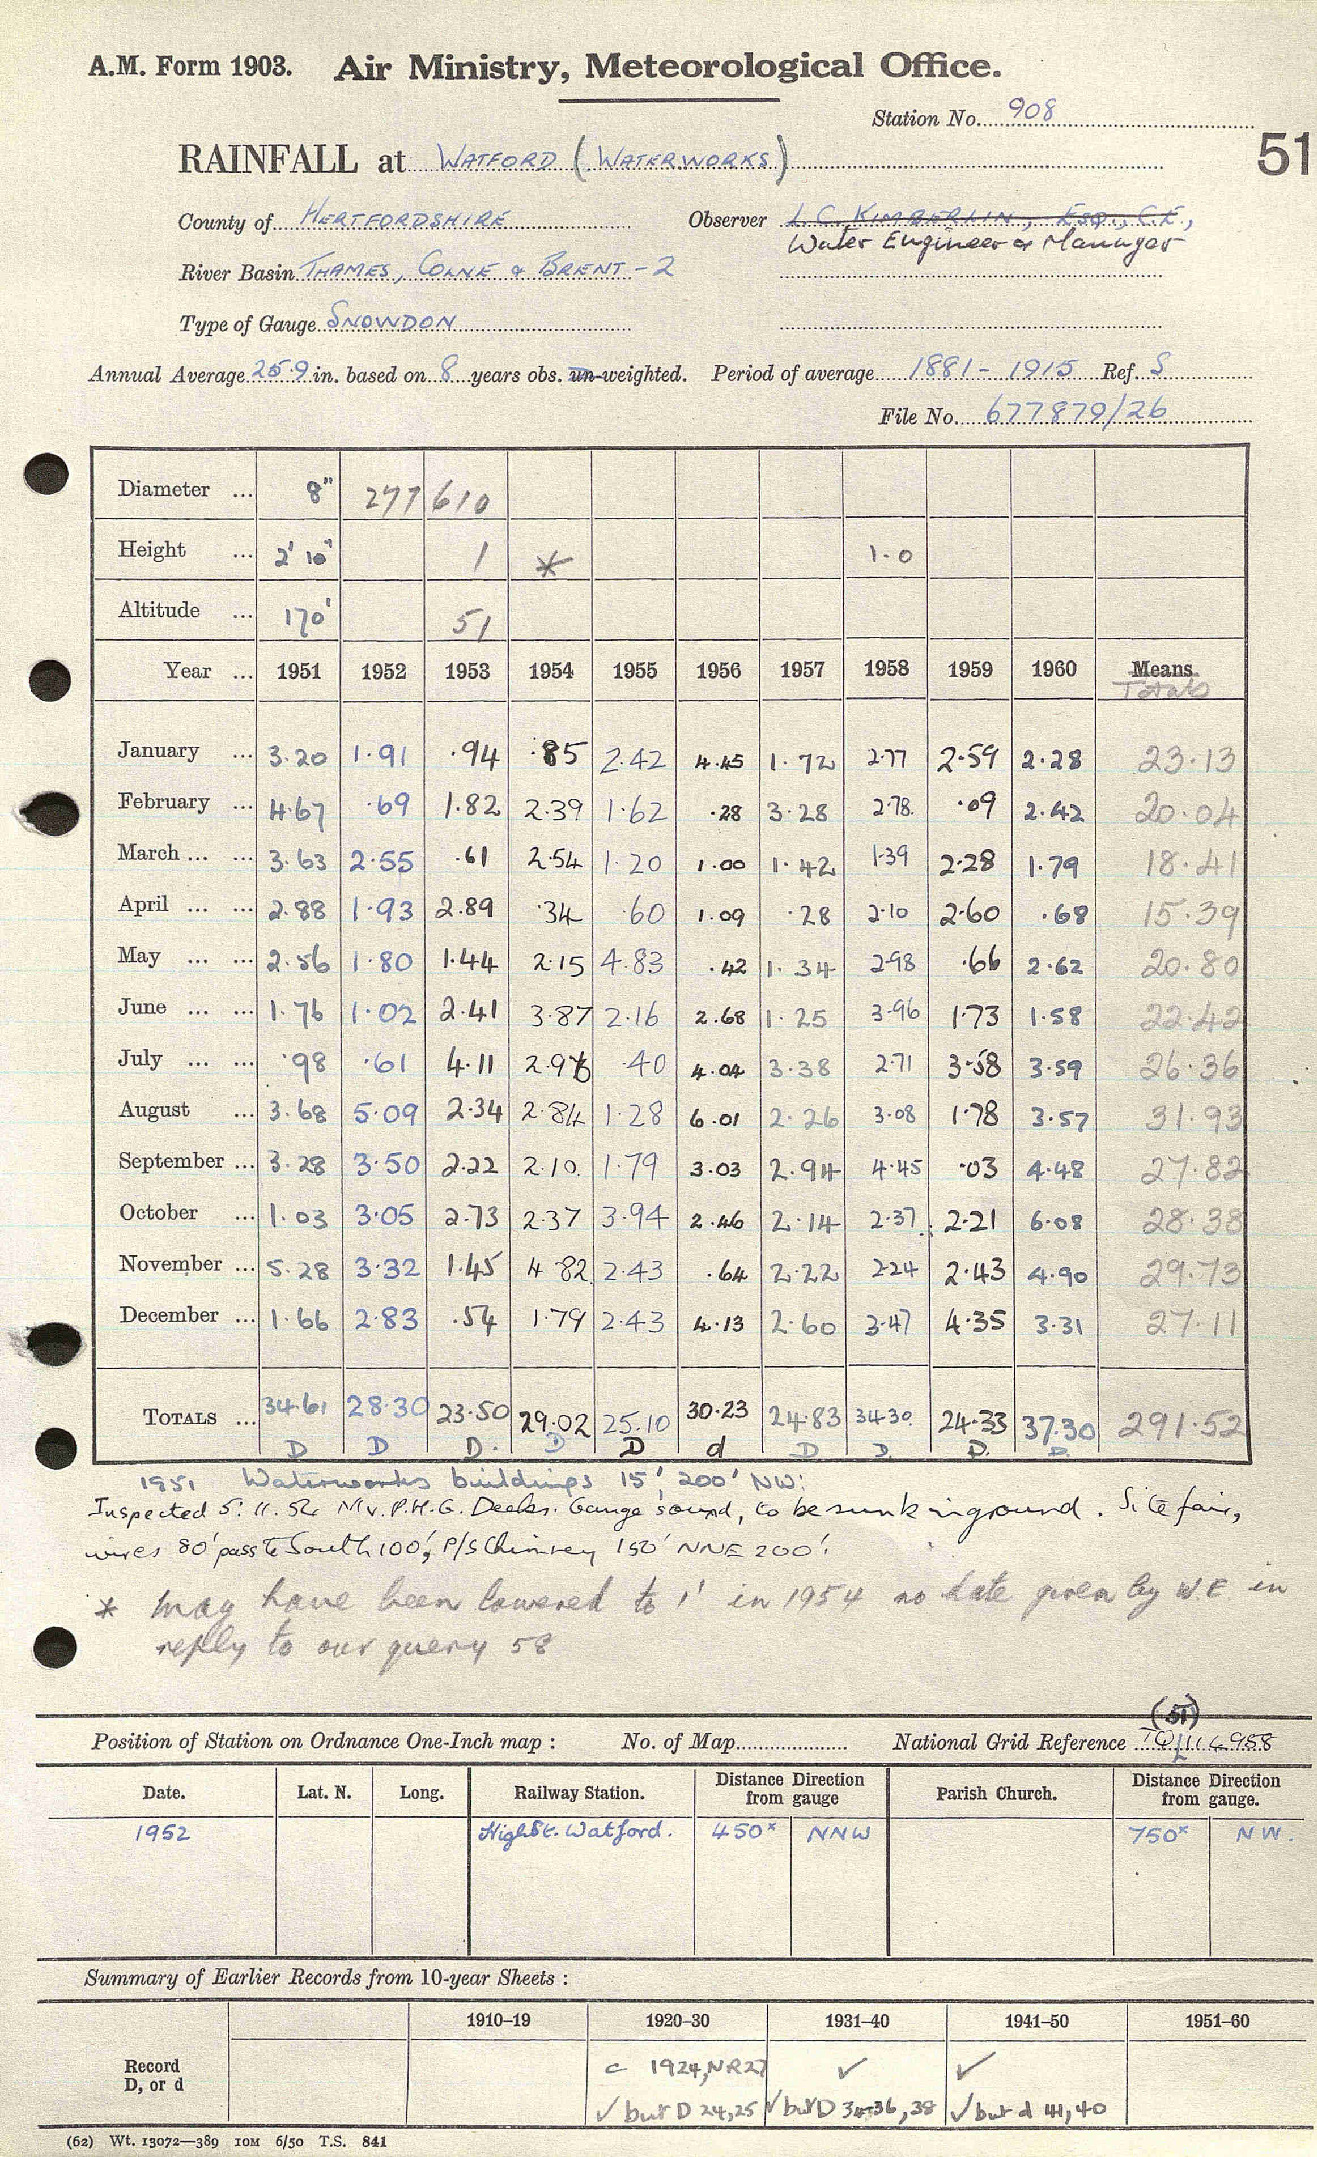 A.M. Form 1903. Air Ministry, Meteorological Office.
Station No. 908
51
RAINFALL at WATFORD (WATERWORKS)
County of HERTFORDSHIRE Observer L. C. KIMBERLIN, ESQ., C.E.,
Water Engineer & Manager
River Basin THAMES, COLNE & BRENT - 2
Type of Gauge SNOWDON
Annual Average 25.9 in. based on 8 years obs. un-weighted. Period of average 1881 - 1915 Ref. S
File No. 677879/26
Diameter ... 8" 277 610
Height ... 2' 10" 1 * 1.0
Altitude ... 170' 51
Year ... 1951 1952 1953 1954 1955 1956 1957 1958 1959 1960 Means
Totals
January ... 3.20 1.91 .94 .85 2.42 4.45 1.72 2.77 2.59 2.28 23.13
February ... 4.67 .69 1.82 2.39 1.62 .28 3.28 2.78 .09 2.42 20.04
March ... ... 3.63 2.55 .61 2.54 1.20 1.00 1.42 1.39 2.28 1.79 18.41
April ... ... 2.88 1.93 2.89 .34 .60 1.09 .28 2.10 2.60 .68 15.39
May ... ... 2.56 1.80 1.44 2.15 4.83 .42 1.34 2.98 .66 2.62 20.80
June ... ... 1.76 1.02 2.41 3.87 2.16 2.68 1.25 3.96 1.73 1.58 22.42
July ... ... .98 .61 4.11 2.96 .40 4.04 3.38 2.71 3.58 3.59 26.36
August ... 3.68 5.09 2.34 2.84 1.28 6.01 2.26 3.08 1.78 3.57 31.93
September ... 3.28 3.50 2.22 2.10 1.79 3.03 2.94 4.45 .03 4.48 27.82
October ... 1.03 3.05 2.73 2.37 3.94 2.46 2.14 2.37 2.21 6.08 28.38
November ... 5.28 3.32 1.45 4.82 2.43 .64 2.22 2.24 2.43 4.90 29.73
December ... 1.66 2.83 .54 1.79 2.43 4.13 2.60 3.47 4.35 3.31 27.11
TOTALS ... 34.61 28.30 23.50 29.02 25.10 30.23 24.83 34.30 24.33 37.30 291.52
D D D. D D d D D. D. D.
1951 Waterworks buildings 15', 200' NW.
Inspected 5.11.52 Mr. P.H.G. Deeks. Gauge sound, to be sunk in ground. Site fair,
wires 80' pass to South 100', P/S Chimney 150' NNE 200'.
* may have been lowered to 1' in 1954 no date given by W.E in
reply to our query 58
(51)
Position of Station on Ordnance One-Inch map : No. of Map National Grid Reference
Date. Lat. N. Long. Railway Station. Distance Direction from gauge Parish Church. Distance Direction from gauge.
1952 High St. Watford. 450x NNW 750x NW.
Summary of Earlier Records from 10-year Sheets :
1910–19 1920–30 1931–40 1941–50 1951–60
Record D, or d
c 1924, NR27 ✓ ✓
✓ but D 24,25 ✓ but D 34-36, 38 ✓ but d 41, 40
(62) Wt. 13072—389 10M 6/50 T.S. 841